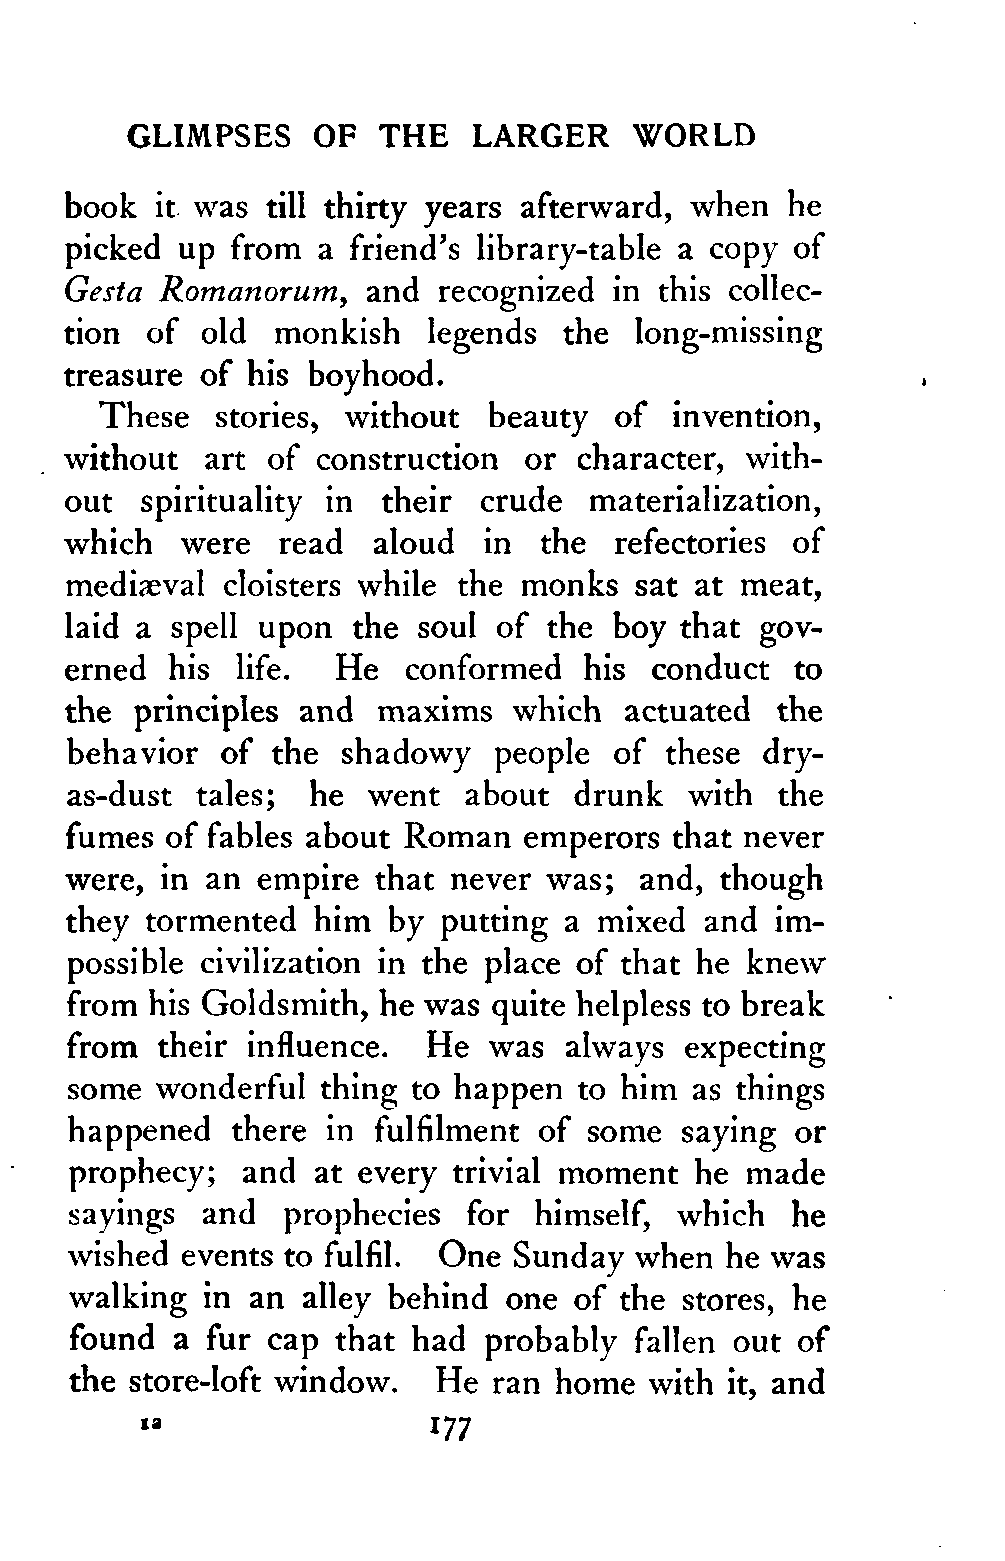 GLIMPSES OF THE LARGER WORLD
book it was till thirty years afterward, when he
picked up from a friend's library-table a copy of
Gesta Romanorum, and recognized in this collec-
tion of old monkish legends the long-missing
treasure of his boyhood.
These stories, without beauty of invention,
without art of construction or character, with-
out spirituality in their crude materialization,
which were read aloud in the refectories of
mediæval cloisters while the monks sat at meat,
laid a spell upon the soul of the boy that gov-
erned his life. He conformed his conduct to
the principles and maxims which actuated the
behavior of the shadowy people of these dry-
as-dust tales; he went about drunk with the
fumes of fables about Roman emperors that never
were, in an empire that never was; and, though
they tormented him by putting a mixed and im-
possible civilization in the place of that he knew
from his Goldsmith, he was quite helpless to break
from their influence. He was always expecting
some wonderful thing to happen to him as things
happened there in fulfilment of some saying or
prophecy; and at every trivial moment he made
sayings and prophecies for himself, which he
wished events to fulfil. One Sunday when he was
walking in an alley behind one of the stores, he
found a fur cap that had probably fallen out of
the store-loft window. He ran home with it, and
12 177